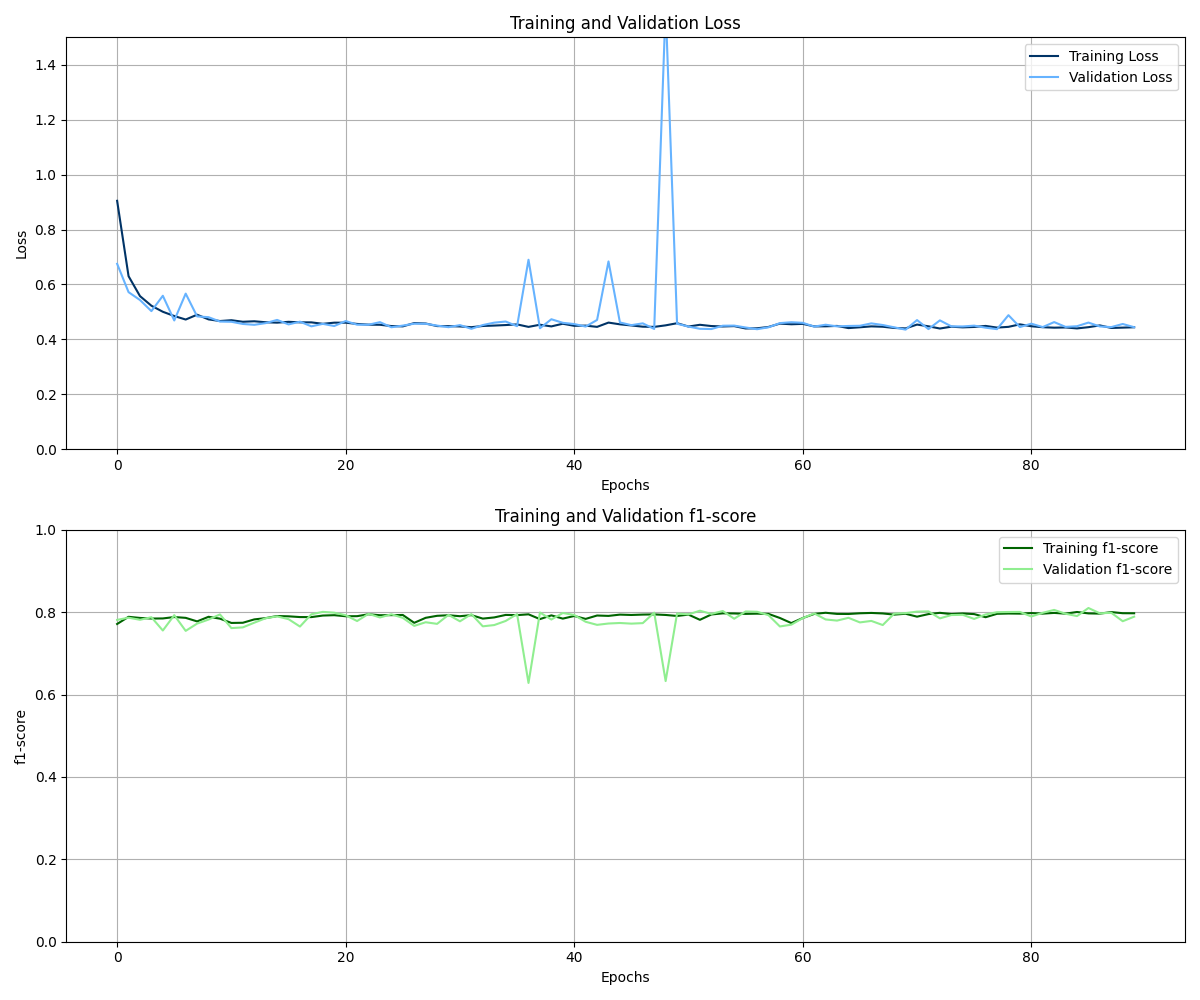 Training and Validation Loss
Training Loss
Validation Loss
Loss
1.4
1.2
1.0
0.8
0.6
0.4
0.2
0.0
0 20 40 60 80
Epochs
Training and Validation f1-score
Training f1-score
Validation f1-score
f1-score
1.0
0.8
0.6
0.4
0.2
0.0
0 20 40 60 80
Epochs